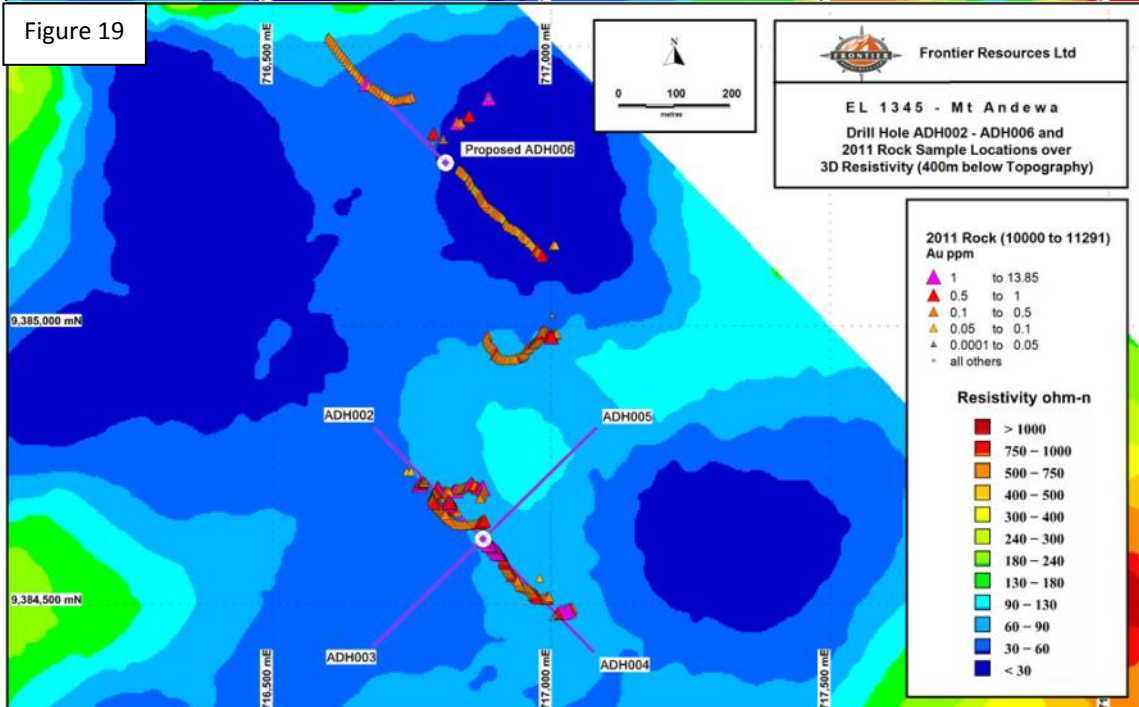 Figure 19
716,500 mE
717,000 mE
N
0 100 200
metres
FRONTIER
Frontier Resources Ltd
EL 1345 - Mt Andewa
Drill Hole ADH002 - ADH006 and
2011 Rock Sample Locations over
3D Resistivity (400m below Topography)
Proposed ADH006
2011 Rock (10000 to 11291)
Au ppm
1 to 13.85
0.5 to 1
0.1 to 0.5
0.05 to 0.1
0.0001 to 0.05
all others
9,385,000 mN
Resistivity ohm-n
> 1000
750 – 1000
500 – 750
400 – 500
300 – 400
240 – 300
180 – 240
130 – 180
90 – 130
60 – 90
30 – 60
< 30
ADH002
ADH005
9,384,500 mN
ADH003
ADH004
716,500 mE
717,000 mE
717,500 mE